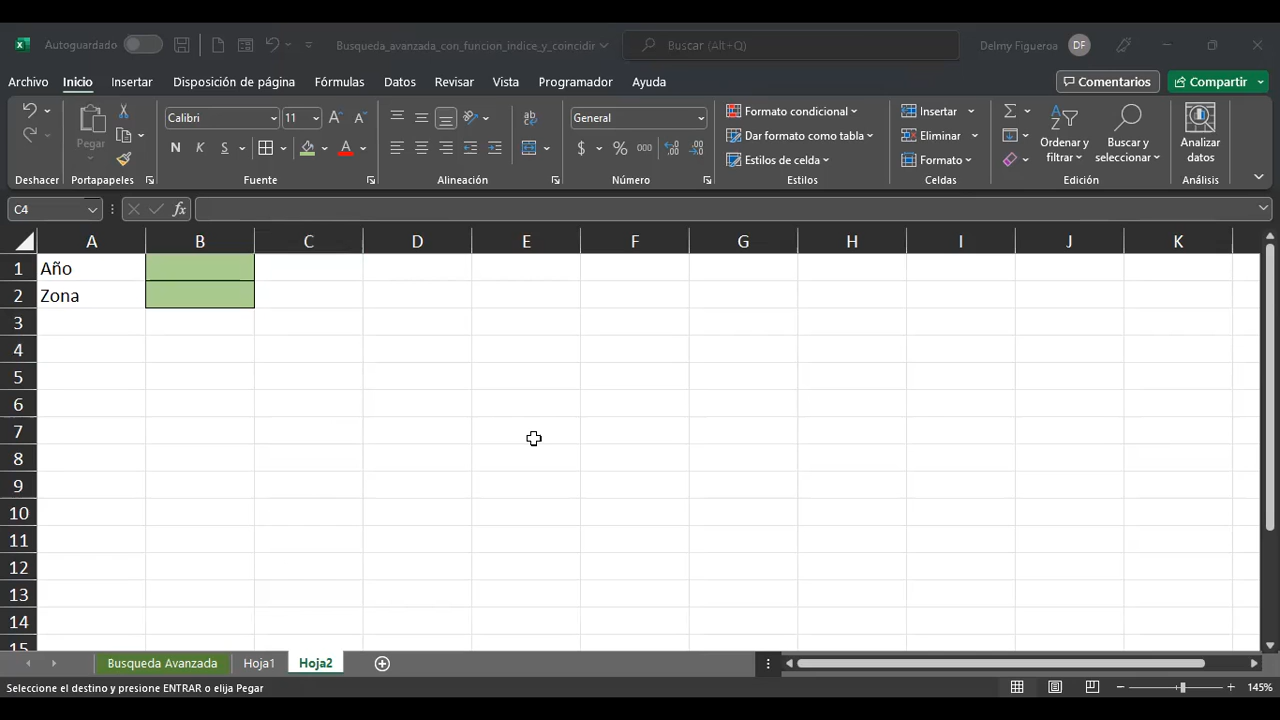 Autoguardado
Busqueda_avanzada_con_funcion_indice_y_coincidir
Buscar (Alt+Q)
Delmy Figueroa
DF
Archivo Inicio Insertar Disposición de página Fórmulas Datos Revisar Vista Programador Ayuda
Comentarios
Compartir
Pegar
Calibri 11
N K S
General
$ % 000
Formato condicional
Dar formato como tabla
Estilos de celda
Insertar
Eliminar
Formato
Ordenar y
filtrar
Buscar y
seleccionar
Analizar
datos
Deshacer Portapapeles Fuente Alineación Número Estilos Celdas Edición Análisis
C4
fx
A B C D E F G H I J K
1 Año
2 Zona
3
4
5
6
7
8
9
10
11
12
13
14
15
Busqueda Avanzada Hoja1 Hoja2
Seleccione el destino y presione ENTRAR o elija Pegar
145%